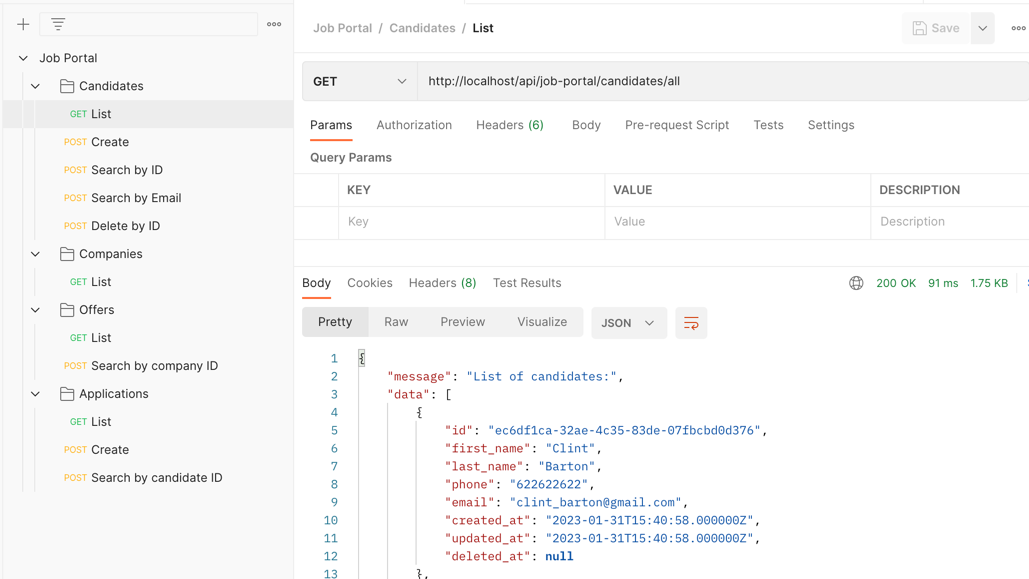 Job Portal
Candidates
GET List
POST Create
POST Search by ID
POST Search by Email
POST Delete by ID
Companies
GET List
Offers
GET List
POST Search by company ID
Applications
GET List
POST Create
POST Search by candidate ID
Job Portal / Candidates / List
Save
GET http://localhost/api/job-portal/candidates/all
Params Authorization Headers (6) Body Pre-request Script Tests Settings
Query Params
KEY VALUE DESCRIPTION
Key Value Description
Body Cookies Headers (8) Test Results 200 OK 91 ms 1.75 KB
Pretty Raw Preview Visualize JSON
1 {
2 "message": "List of candidates:",
3 "data": [
4 {
5 "id": "ec6df1ca-32ae-4c35-83de-07fbcbd0d376",
6 "first_name": "Clint",
7 "last_name": "Barton",
8 "phone": "622622622",
9 "email": "clint_barton@gmail.com",
10 "created_at": "2023-01-31T15:40:58.000000Z",
11 "updated_at": "2023-01-31T15:40:58.000000Z",
12 "deleted_at": null
13 },